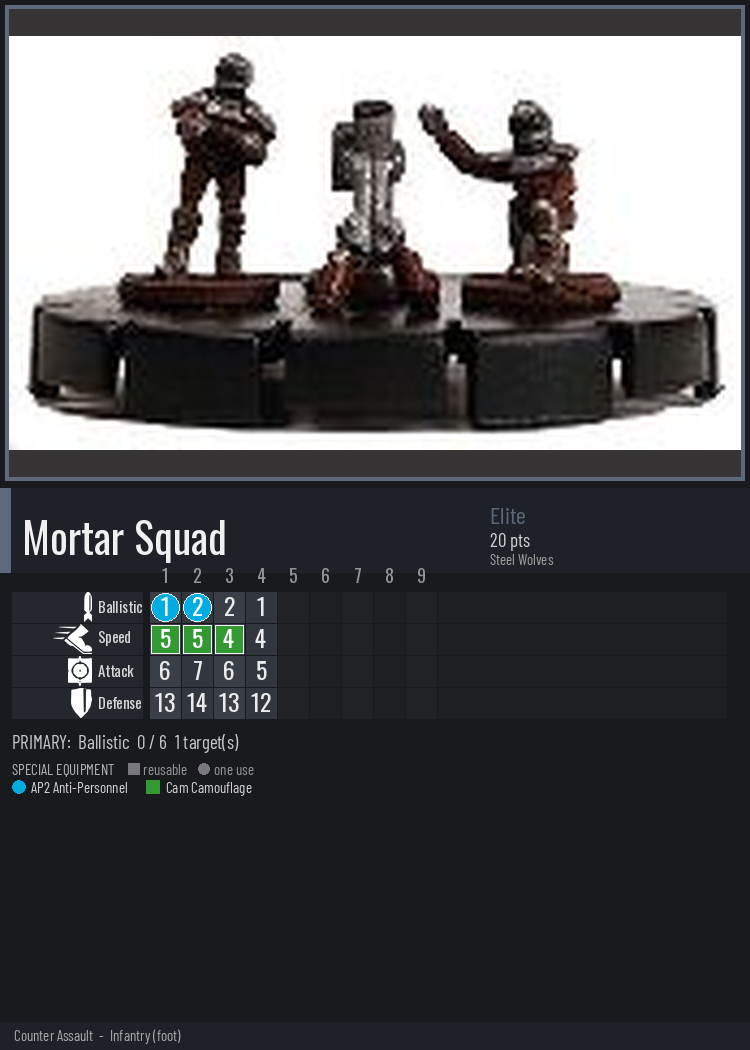 Mortar Squad
Elite
20 pts
Steel Wolves
1 2 3 4 5 6 7 8 9
Ballistic 1 2 2 1
Speed 5 5 4 4
Attack 6 7 6 5
Defense 13 14 13 12
PRIMARY: Ballistic 0 / 6 1 target(s)
SPECIAL EQUIPMENT reusable one use
AP2 Anti-Personnel Cam Camouflage
Counter Assault - Infantry (foot)